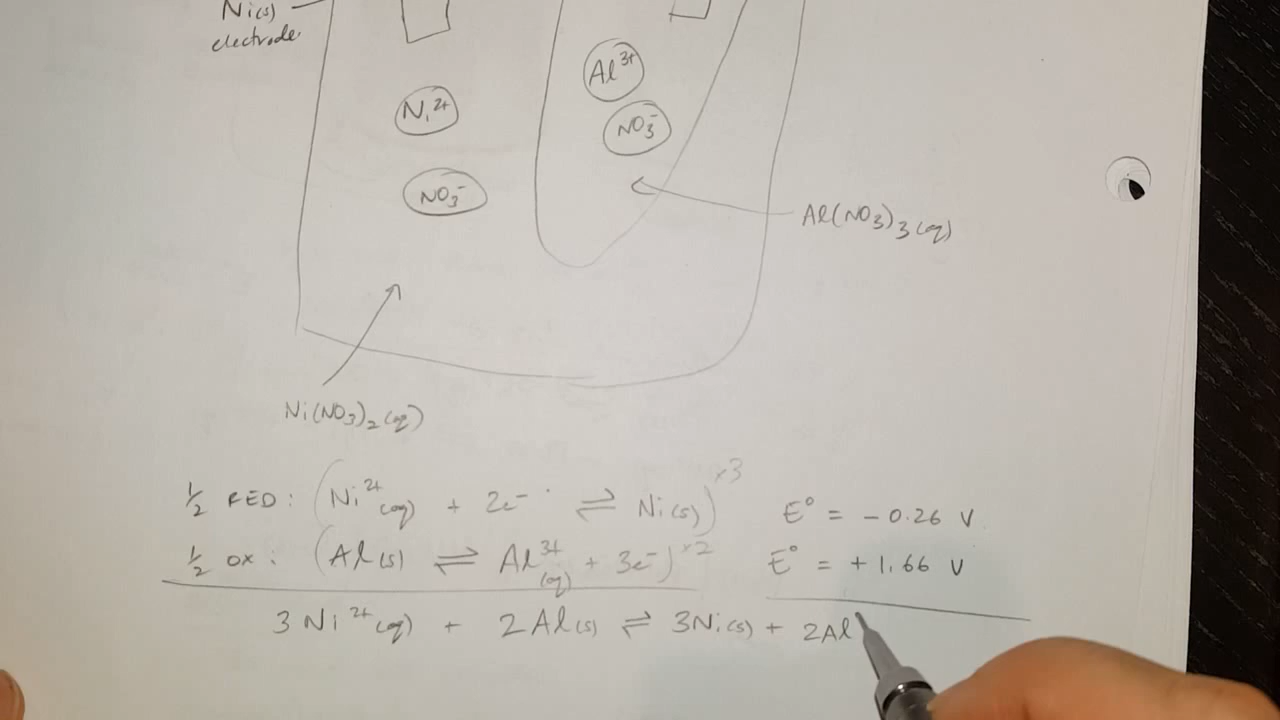 Ni(s)
electrode
Al³⁺
Ni²⁺
NO₃⁻
NO₃⁻
Al(NO₃)₃(aq)
Ni(NO₃)₂(aq)
½ RED: (Ni²⁺(aq) + 2e⁻ ⇌ Ni(s))×3 E° = -0.26 V
½ OX: (Al(s) ⇌ Al³⁺(aq) + 3e⁻)×2 E° = +1.66 V
3Ni²⁺(aq) + 2Al(s) ⇌ 3Ni(s) + 2Al